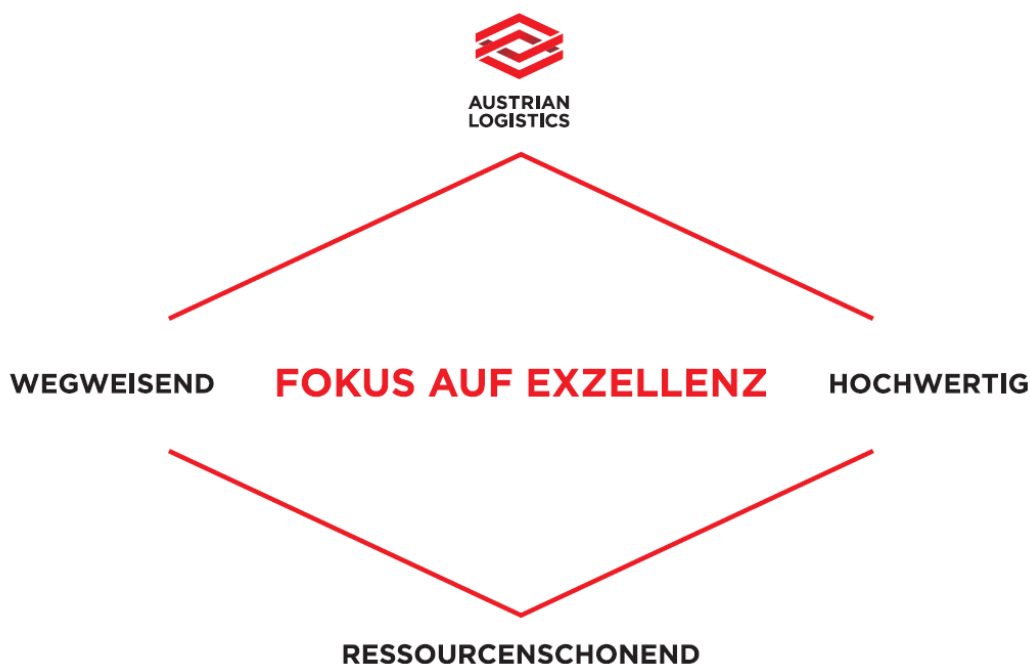 AUSTRIAN
LOGISTICS
WEGWEISEND
FOKUS AUF EXZELLENZ
HOCHWERTIG
RESSOURCENSCHONEND